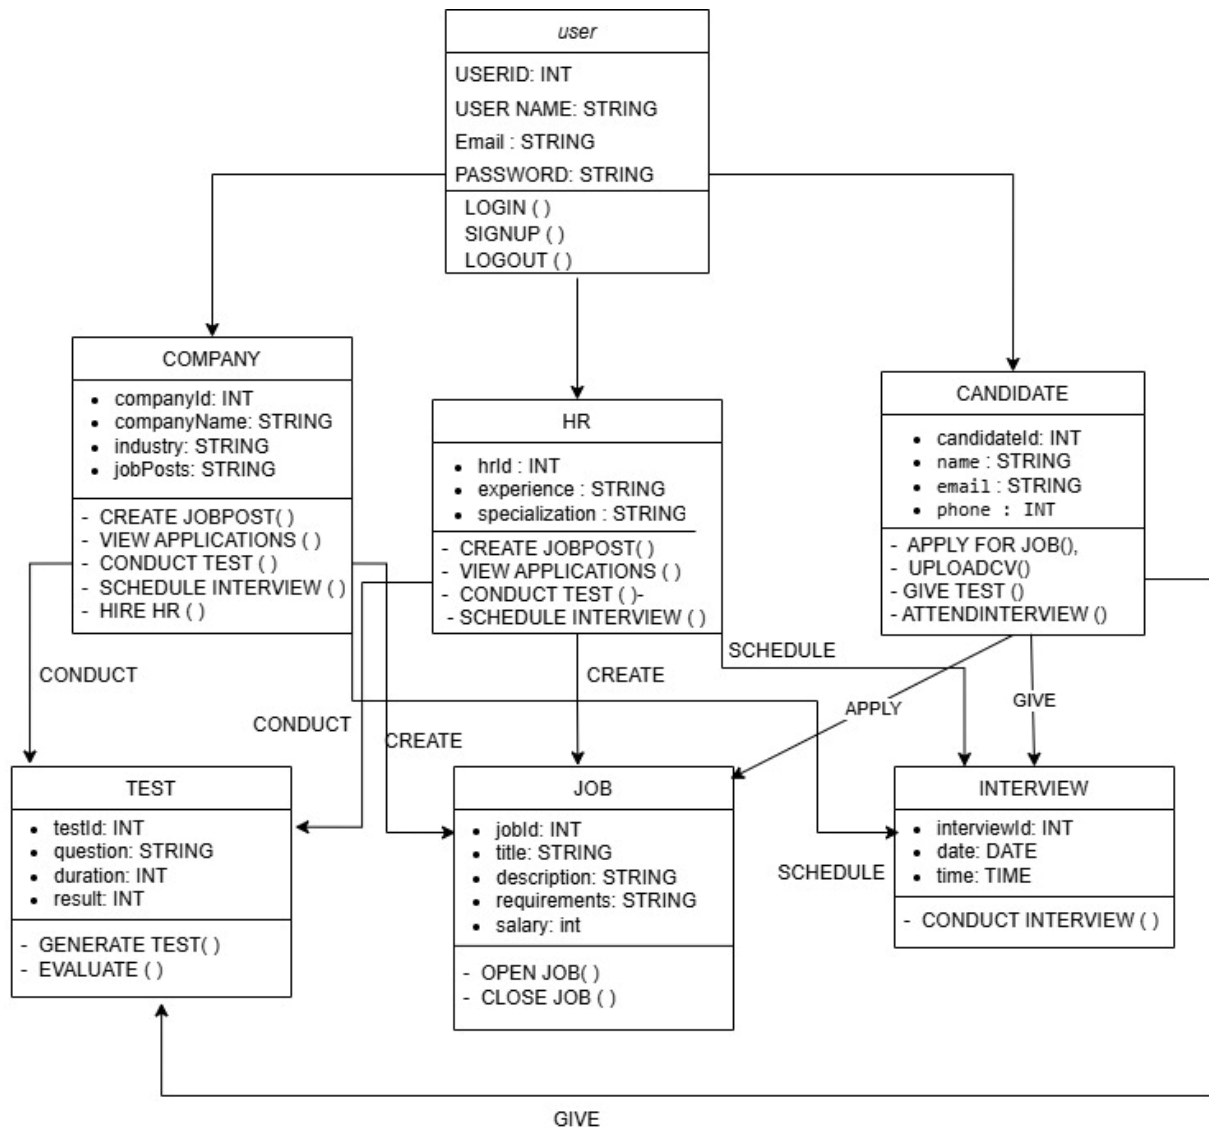 user
USERID: INT
USER NAME: STRING
Email : STRING
PASSWORD: STRING
LOGIN ( )
SIGNUP ( )
LOGOUT ( )
COMPANY
• companyId: INT
• companyName: STRING
• industry: STRING
• jobPosts: STRING
- CREATE JOBPOST( )
- VIEW APPLICATIONS ( )
- CONDUCT TEST ( )
- SCHEDULE INTERVIEW ( )
- HIRE HR ( )
HR
• hrId : INT
• experience : STRING
• specialization : STRING
- CREATE JOBPOST( )
- VIEW APPLICATIONS ( )
- CONDUCT TEST ( )-
- SCHEDULE INTERVIEW ( )
CANDIDATE
• candidateId: INT
• name : STRING
• email : STRING
• phone : INT
- APPLY FOR JOB(),
- UPLOADCV()
- GIVE TEST ()
- ATTENDINTERVIEW ()
CONDUCT
CONDUCT
CREATE
CREATE
SCHEDULE
APPLY
GIVE
SCHEDULE
TEST
• testId: INT
• question: STRING
• duration: INT
• result: INT
- GENERATE TEST( )
- EVALUATE ( )
JOB
• jobId: INT
• title: STRING
• description: STRING
• requirements: STRING
• salary: int
- OPEN JOB( )
- CLOSE JOB ( )
INTERVIEW
• interviewId: INT
• date: DATE
• time: TIME
- CONDUCT INTERVIEW ( )
GIVE